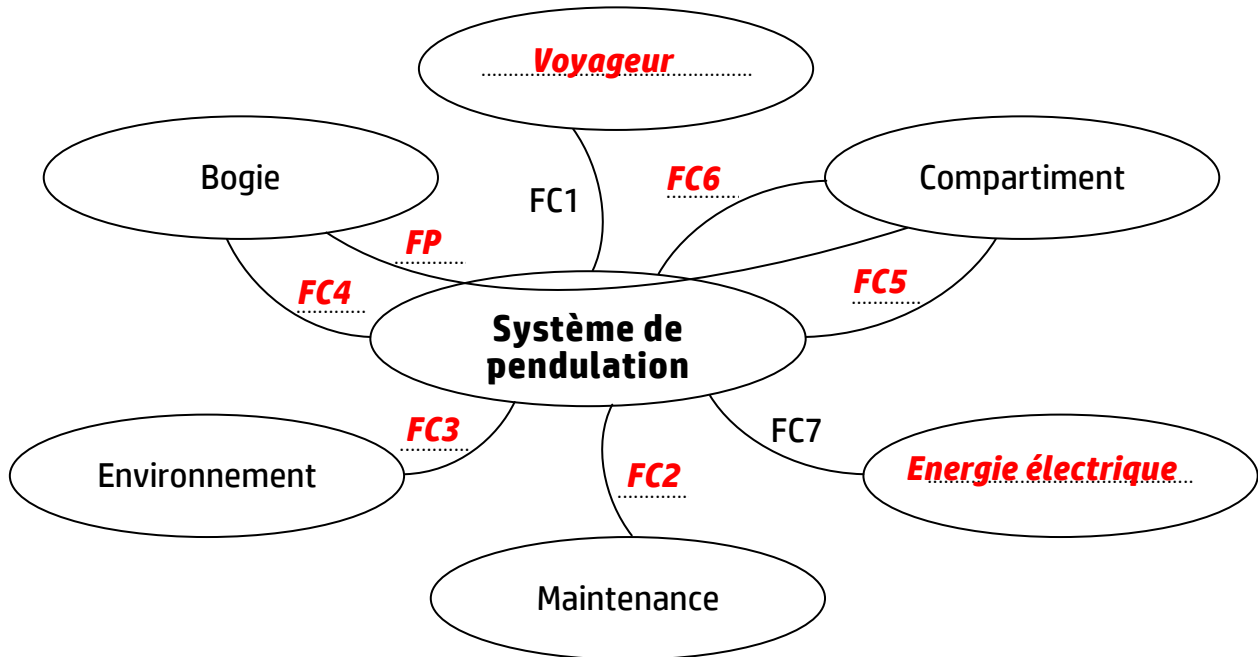 Voyageur
Bogie
Compartiment
FC1
FC6
FP
FC4
FC5
Système de
pendulation
FC3
FC7
Environnement
FC2
Energie électrique
Maintenance